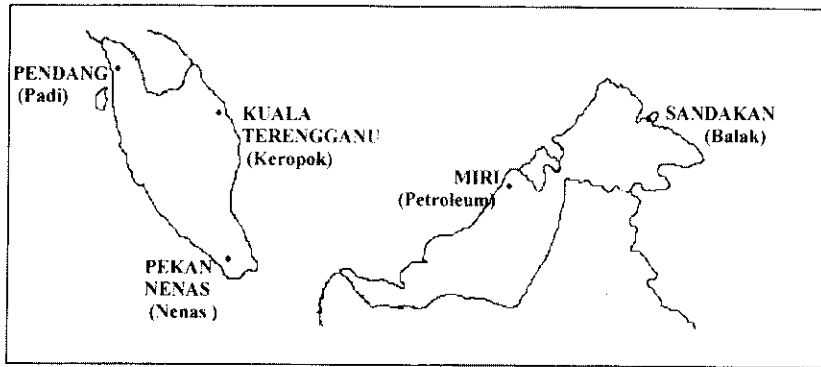 PENDANG
(Padi)
KUALA
TERENGGANU
(Keropok)
PEKAN
NENAS
(Nenas )
MIRI
(Petroleum)
SANDAKAN
(Balak)